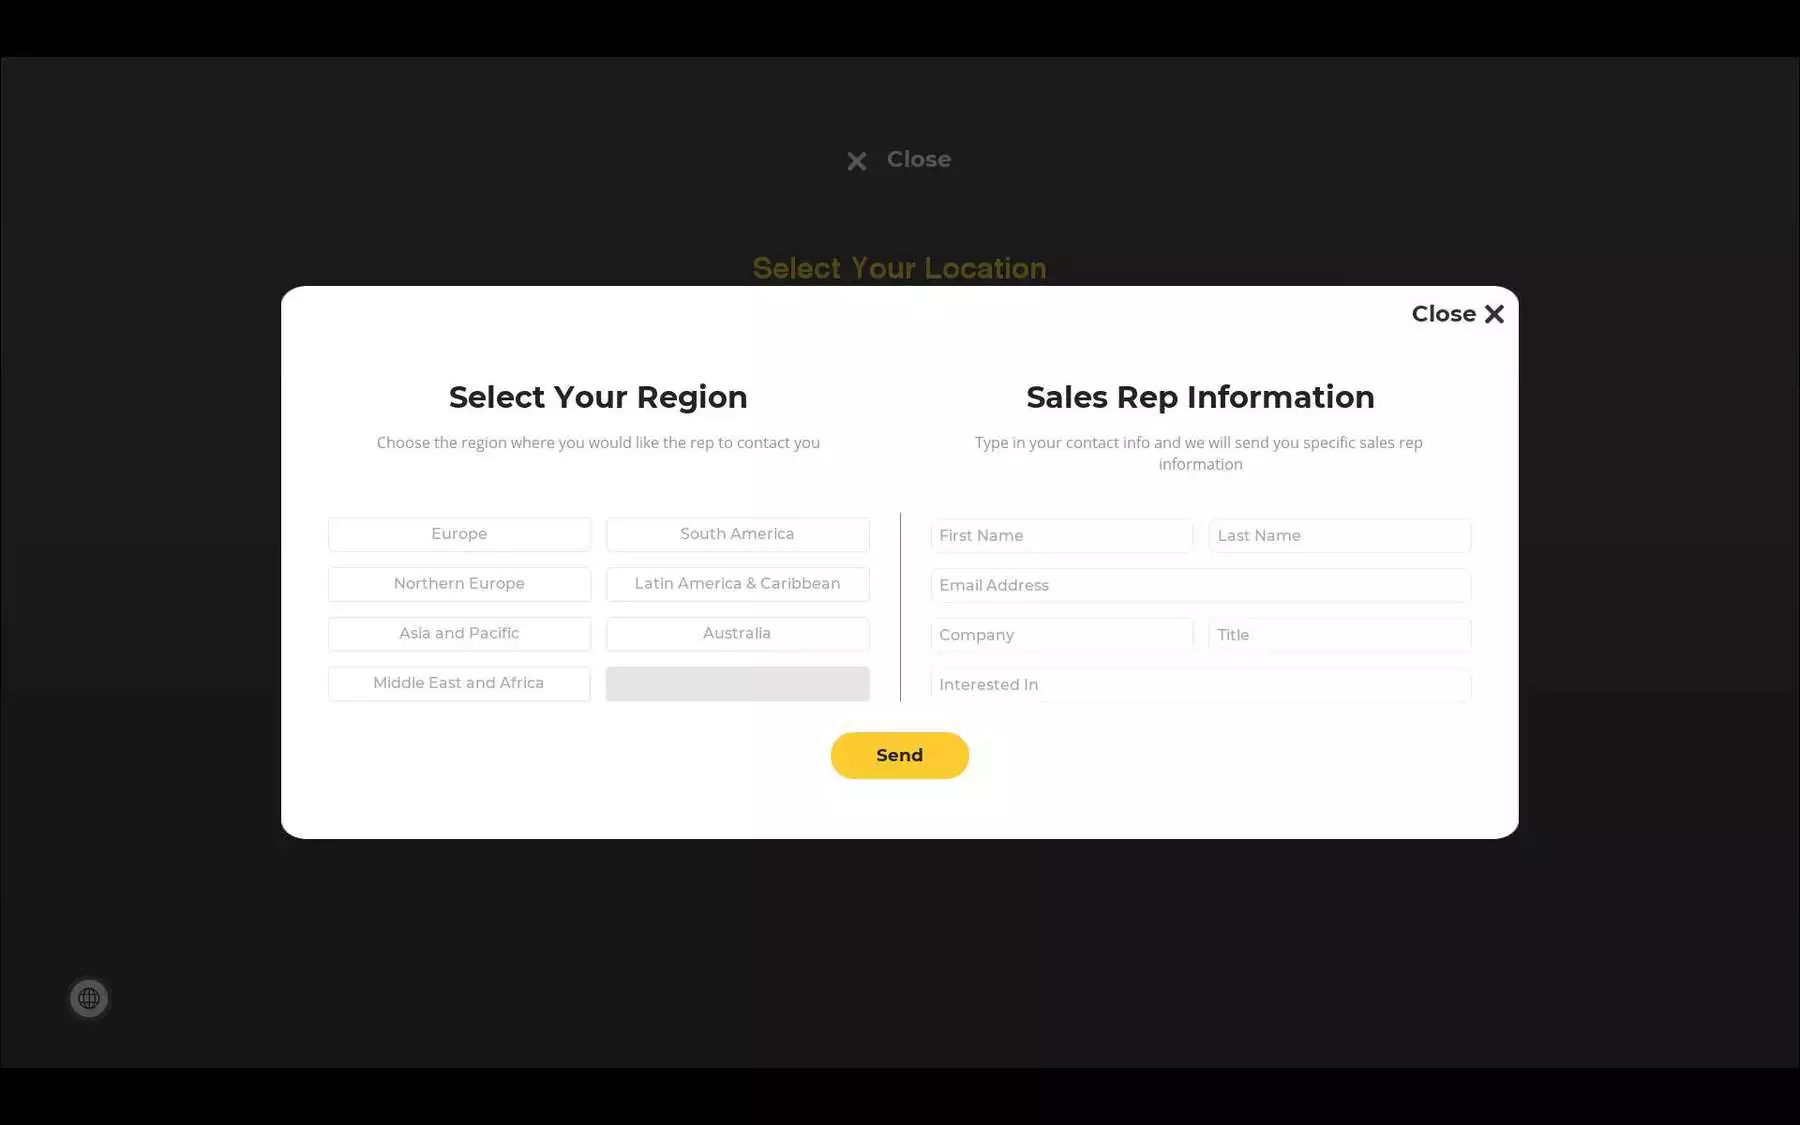 Close
Select Your Location
Close
Select Your Region
Choose the region where you would like the rep to contact you
Europe
South America
Northern Europe
Latin America & Caribbean
Asia and Pacific
Australia
Middle East and Africa
Sales Rep Information
Type in your contact info and we will send you specific sales rep
information
First Name
Last Name
Email Address
Company
Title
Interested In
Send